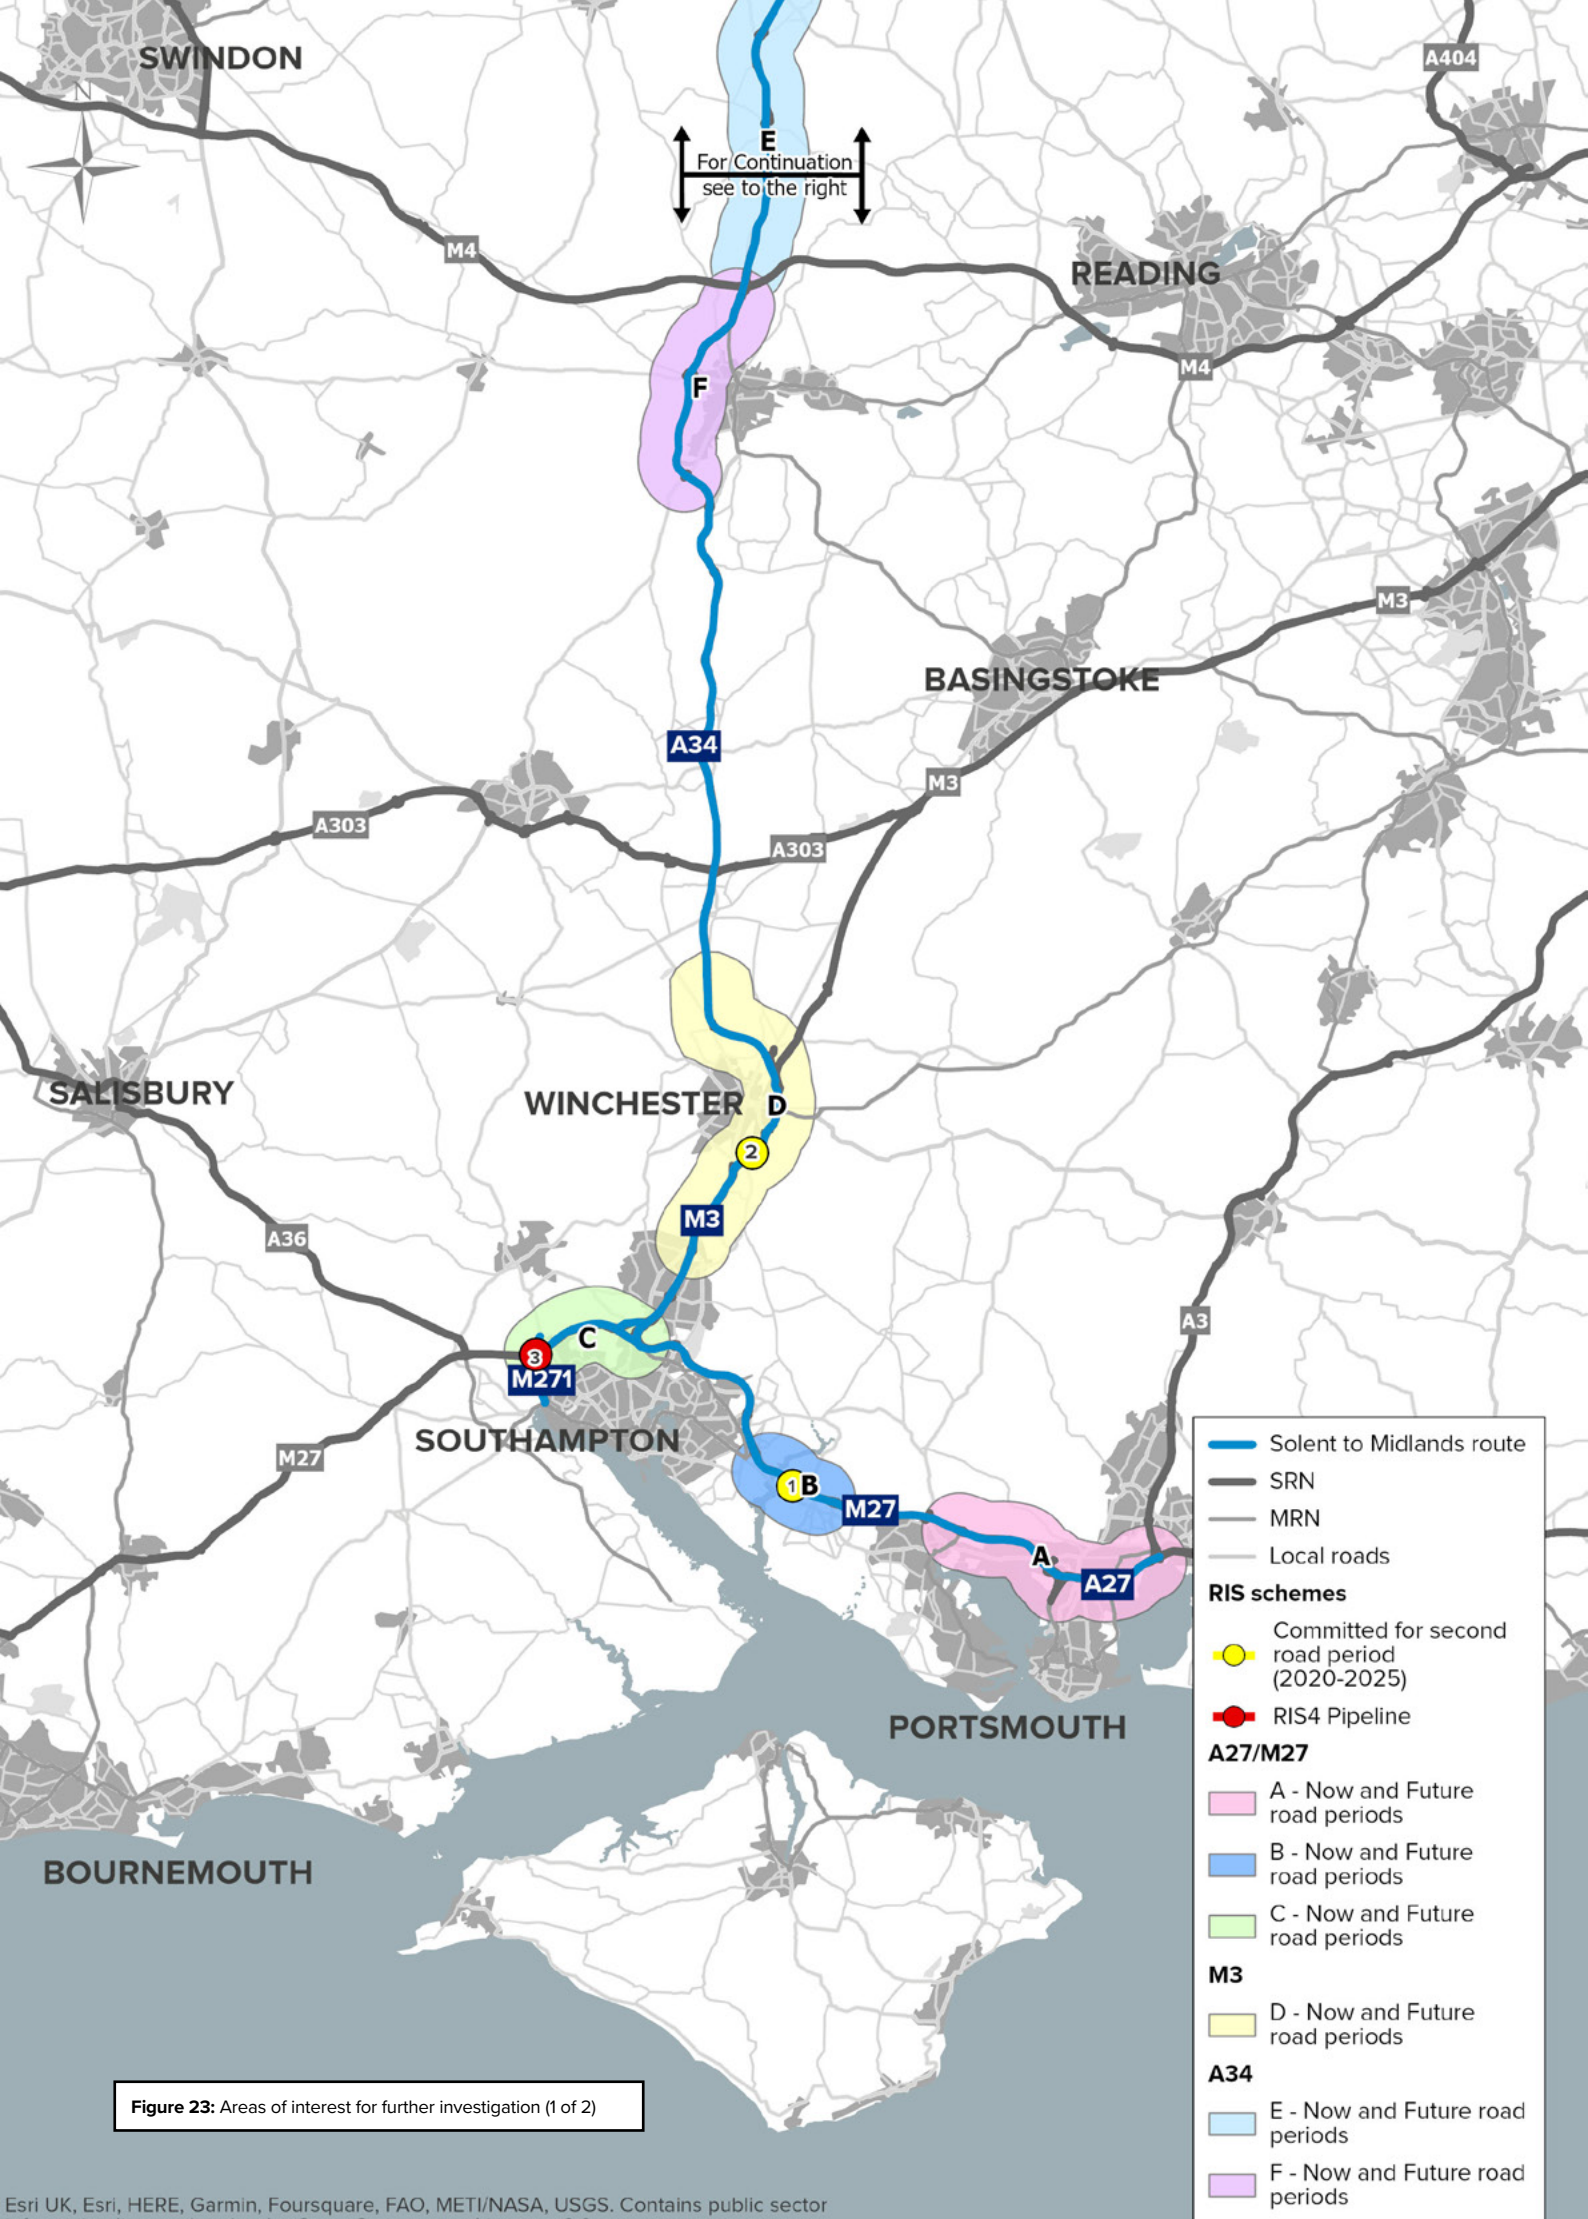 SWINDON
A404
N
E
For Continuation
see to the right
M4
READING
M4
F
M3
BASINGSTOKE
A34
M3
A303
A303
SALISBURY
WINCHESTER
D
2
M3
A36
C
3
M271
A3
SOUTHAMPTON
M27
1
B
M27
A
A27
PORTSMOUTH
BOURNEMOUTH
Solent to Midlands route
SRN
MRN
Local roads
RIS schemes
Committed for second
road period
(2020-2025)
RIS4 Pipeline
A27/M27
A - Now and Future
road periods
B - Now and Future
road periods
C - Now and Future
road periods
M3
D - Now and Future
road periods
A34
E - Now and Future road
periods
F - Now and Future road
periods
Figure 23: Areas of interest for further investigation (1 of 2)
Esri UK, Esri, HERE, Garmin, Foursquare, FAO, METI/NASA, USGS. Contains public sector